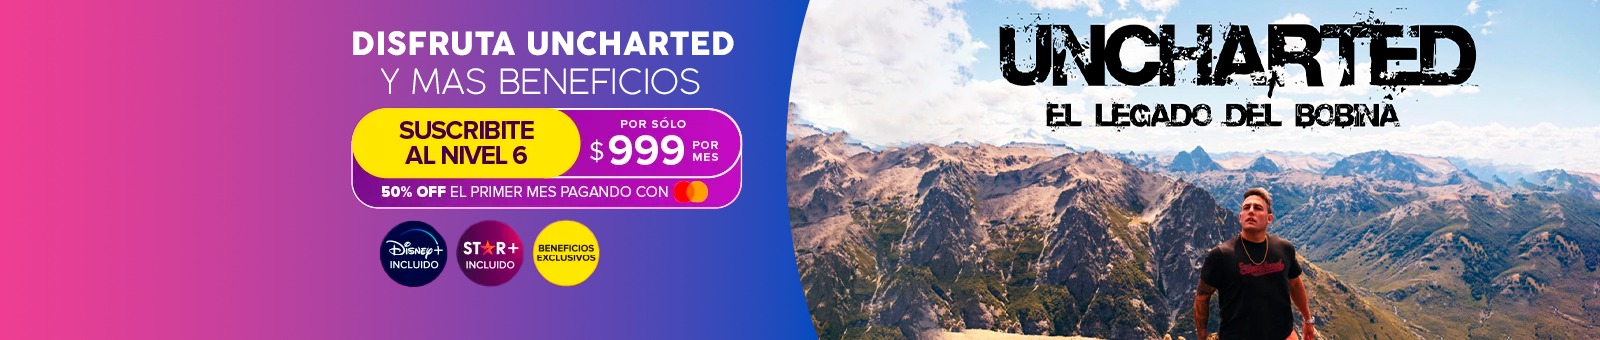 DISFRUTA UNCHARTED
Y MAS BENEFICIOS
SUSCRIBITE
AL NIVEL 6
POR SÓLO
$999 POR MES
50% OFF EL PRIMER MES PAGANDO CON
Disney+
INCLUIDO
STAR+
INCLUIDO
BENEFICIOS
EXCLUSIVOS
UNCHARTED
EL LEGADO DEL BOBINA